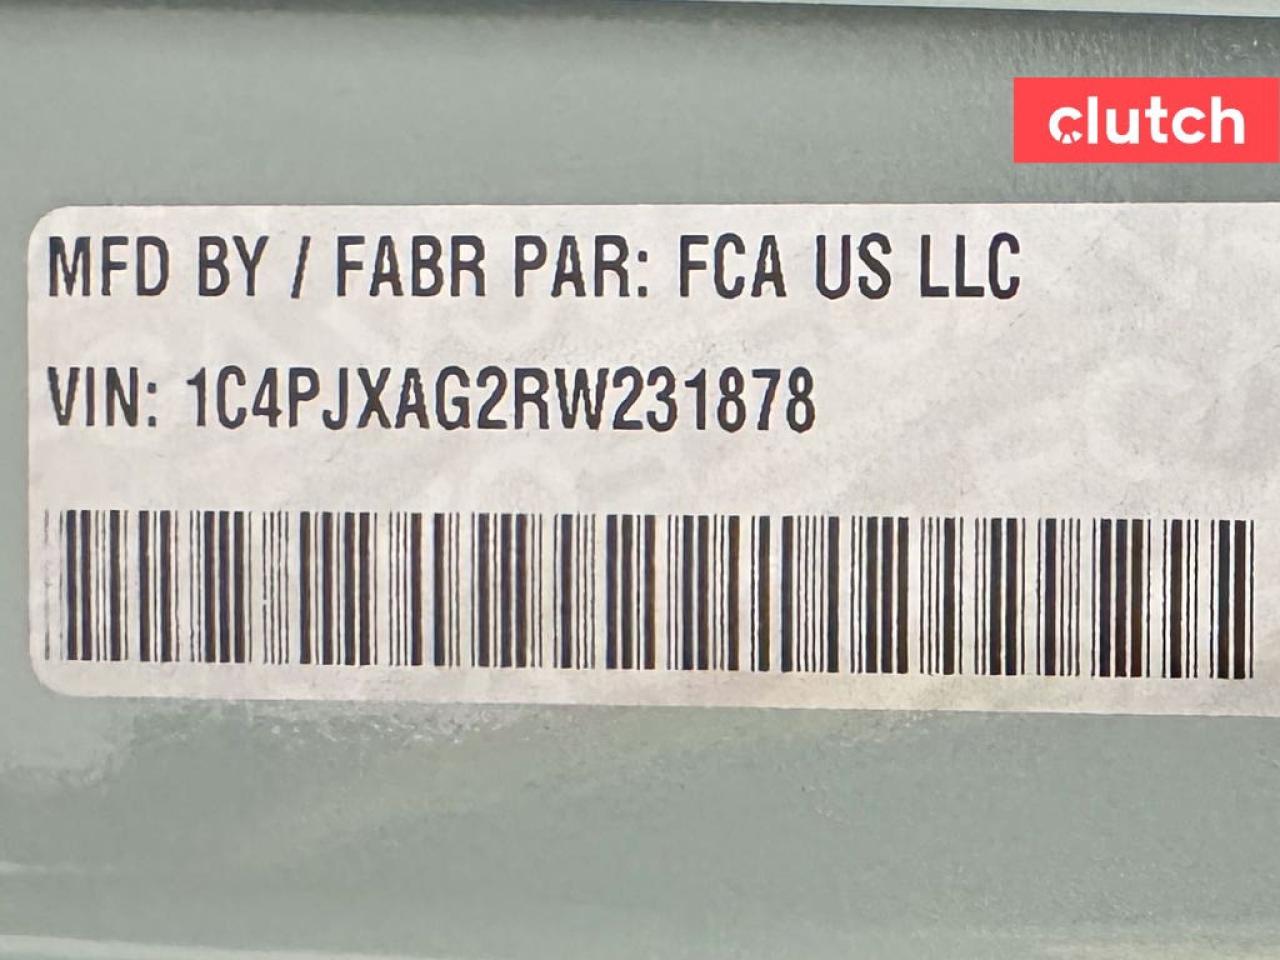 clutch
MFD BY / FABR PAR: FCA US LLC
VIN: 1C4PJXAG2RW231878